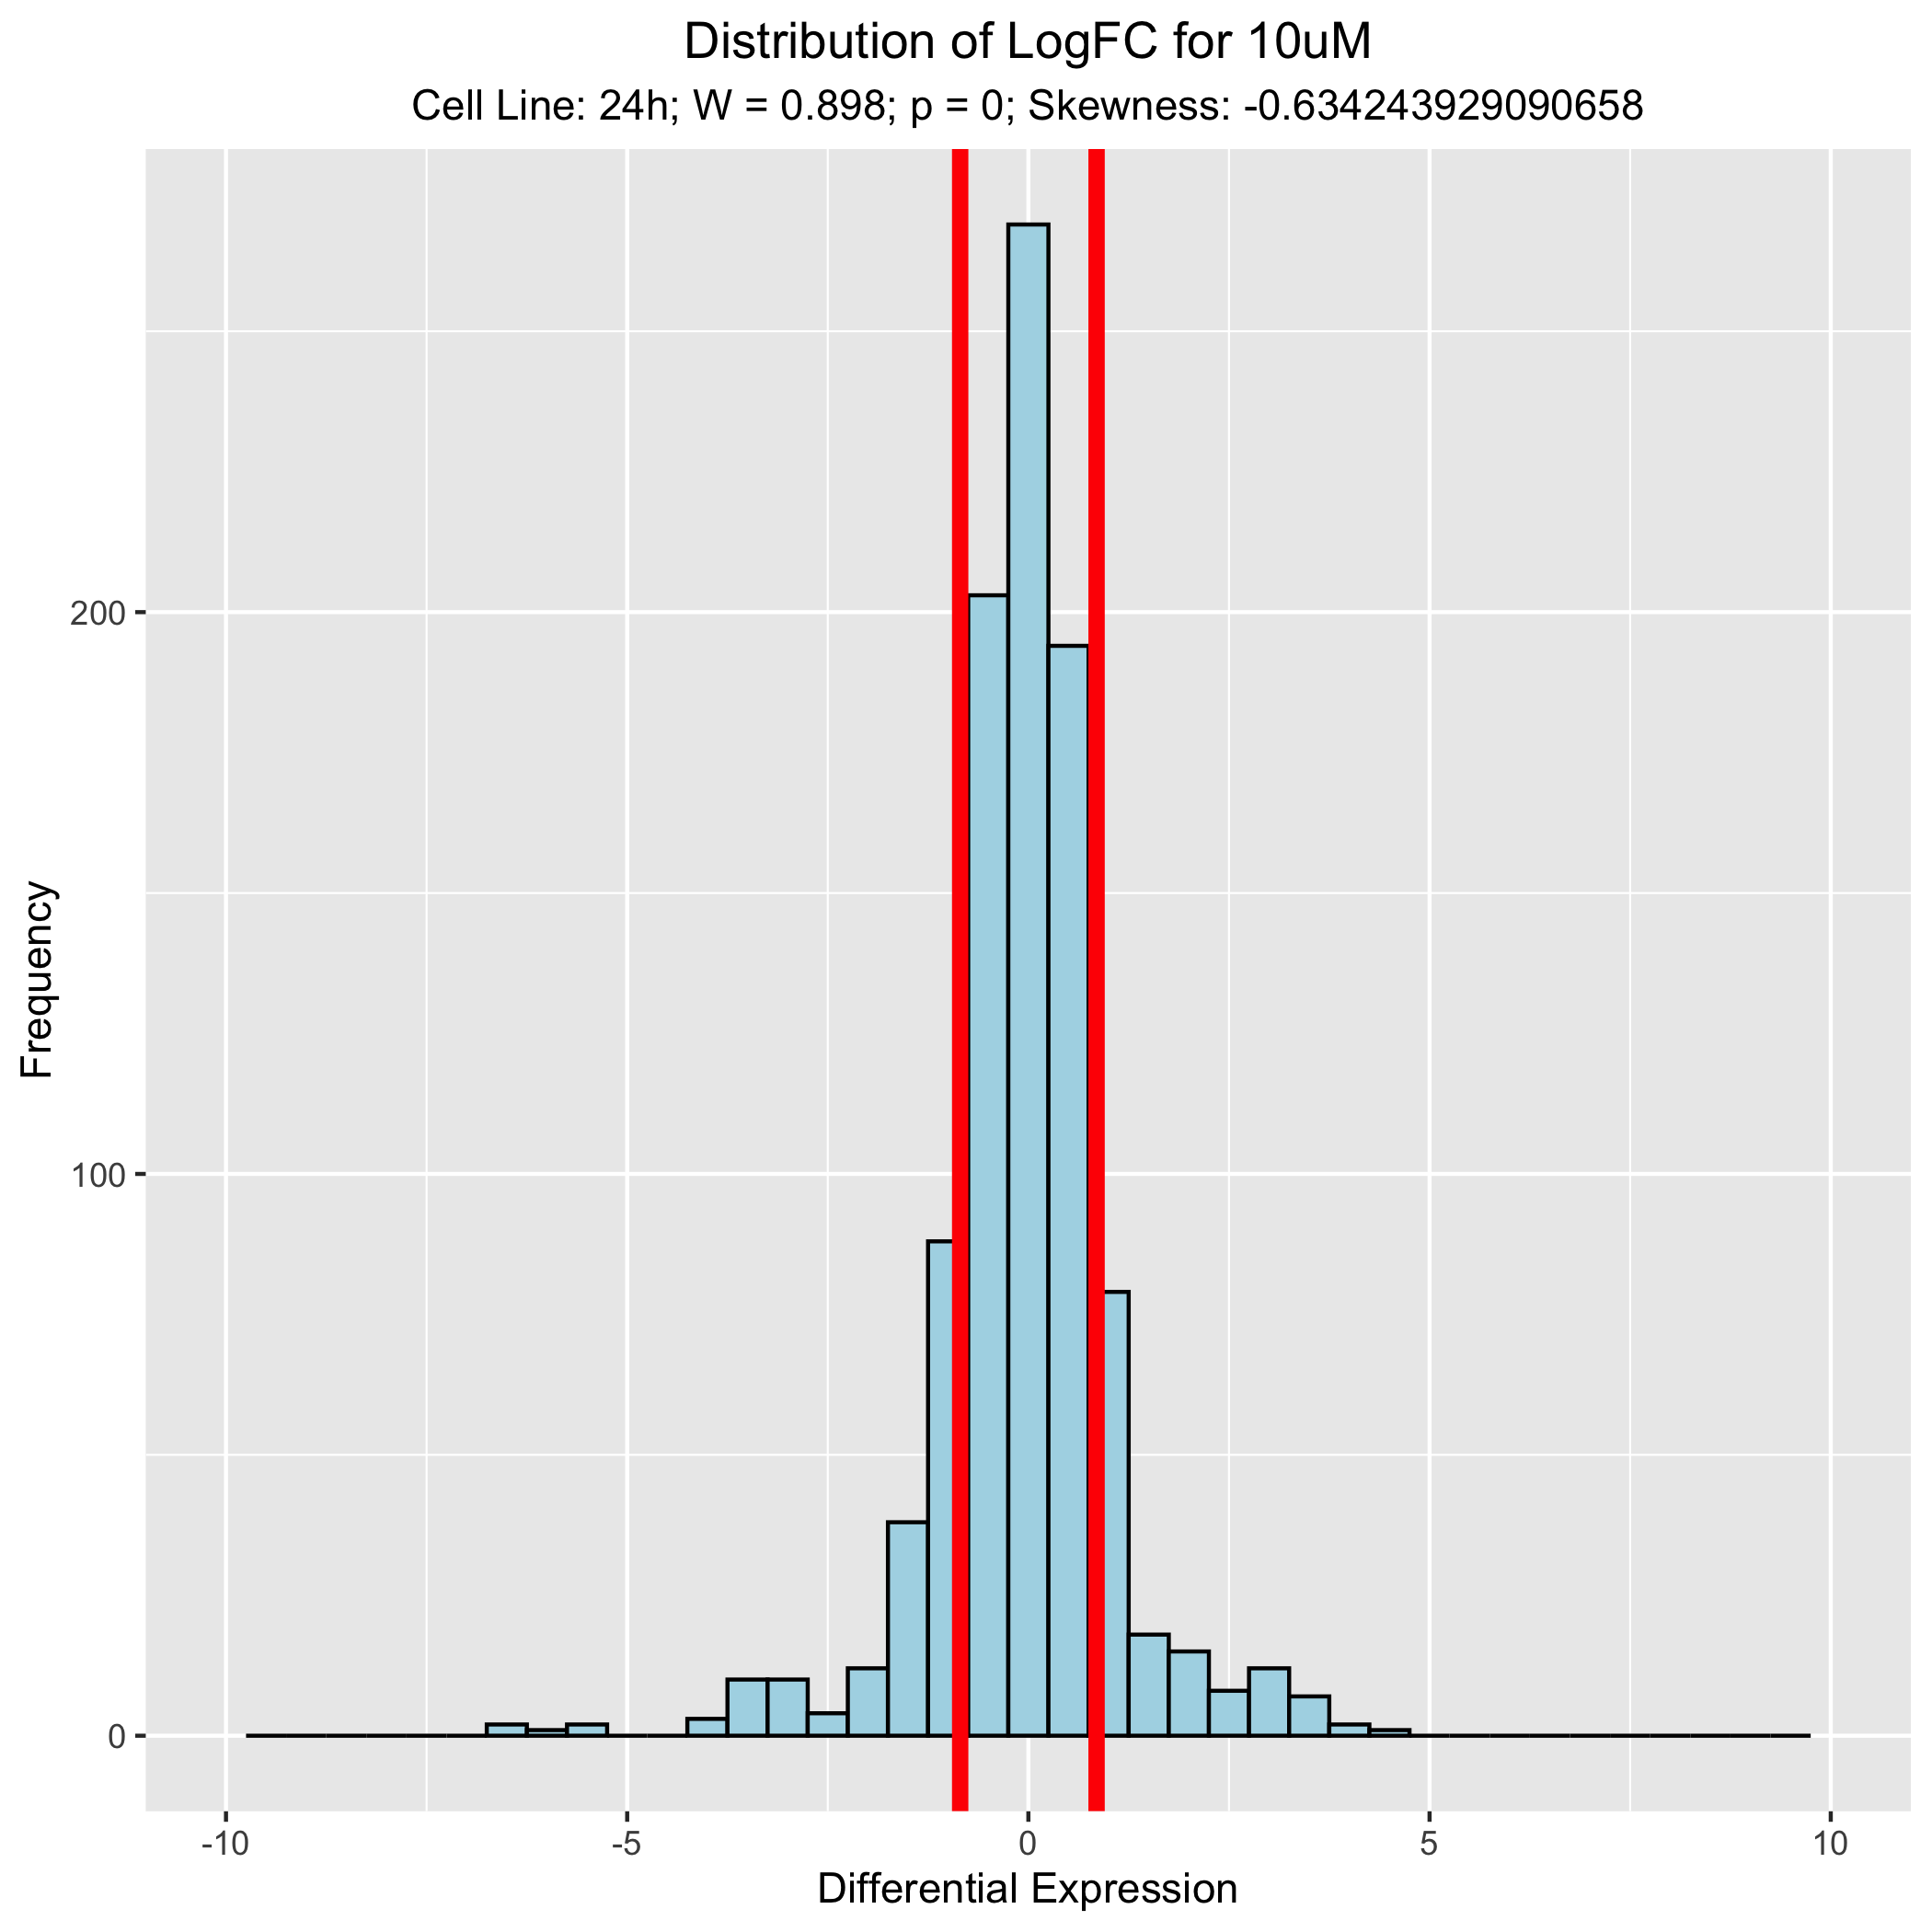 Distribution of LogFC for 10uM
Cell Line: 24h; W = 0.898; p = 0; Skewness: -0.634243929090658
Frequency
200
100
0
-10
-5
0
5
10
Differential Expression